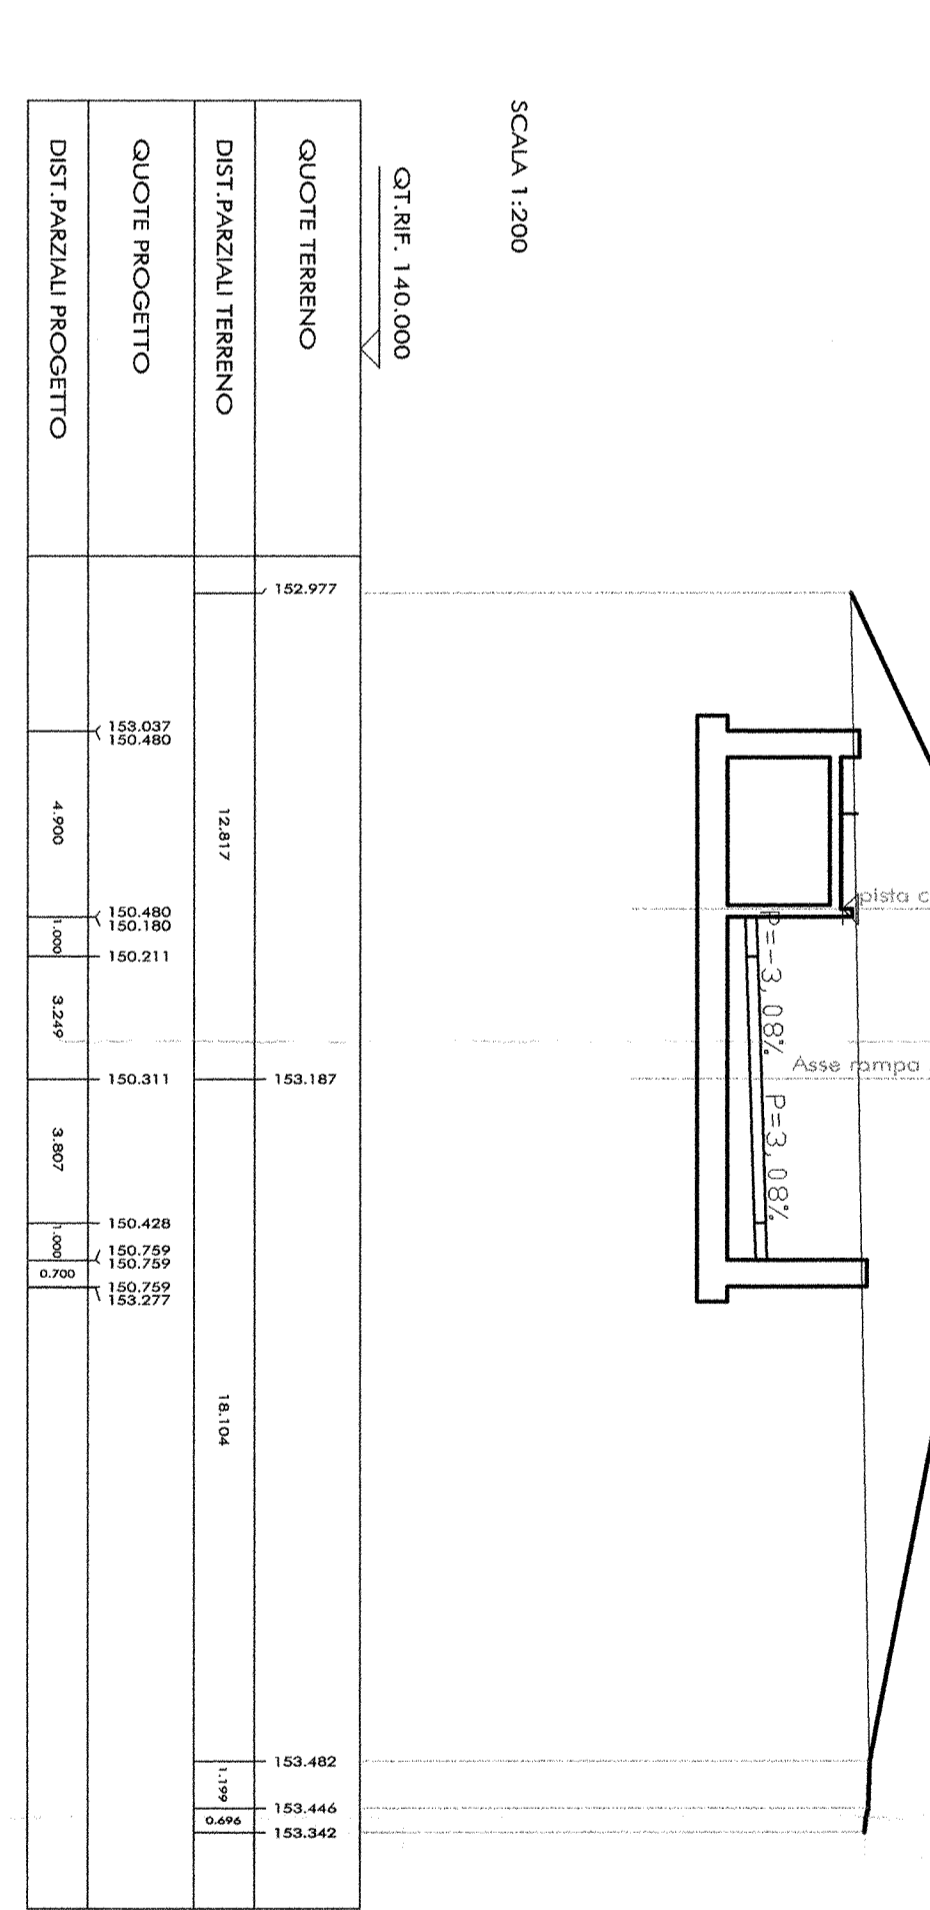 SCALA 1:200
QT.RIF. 140.000
pista c
Asse rampa
P=-3,08% P=3,08%
QUOTE TERRENO 152.977 153.187 153.482 153.446 153.342
DIST.PARZIALI TERRENO 12.817 18.104 1.199 0.696
QUOTE PROGETTO 153.037 150.480 150.480 150.180 150.211 150.311 150.428 150.759 150.759 150.759 153.277
DIST.PARZIALI PROGETTO 4.900 1.000 3.249 3.807 1.000 0.700